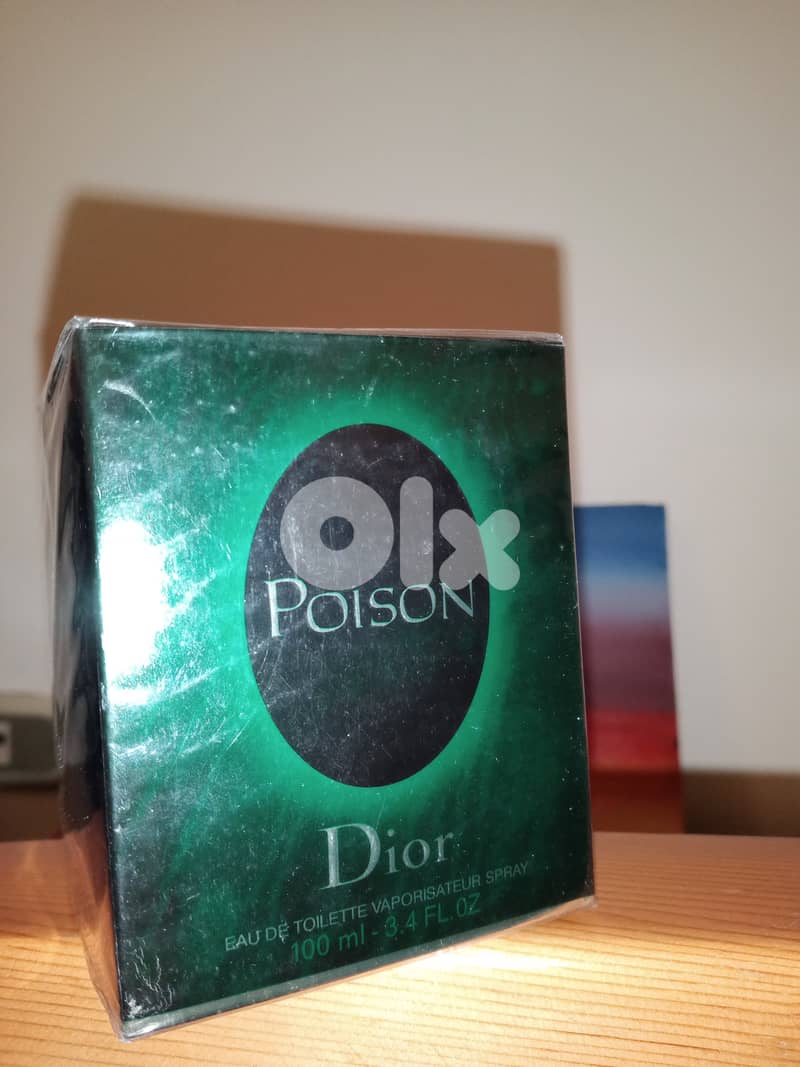 Olx
POISON
Dior
EAU DE TOILETTE VAPORISATEUR SPRAY
100 ml - 3.4 FL.OZ